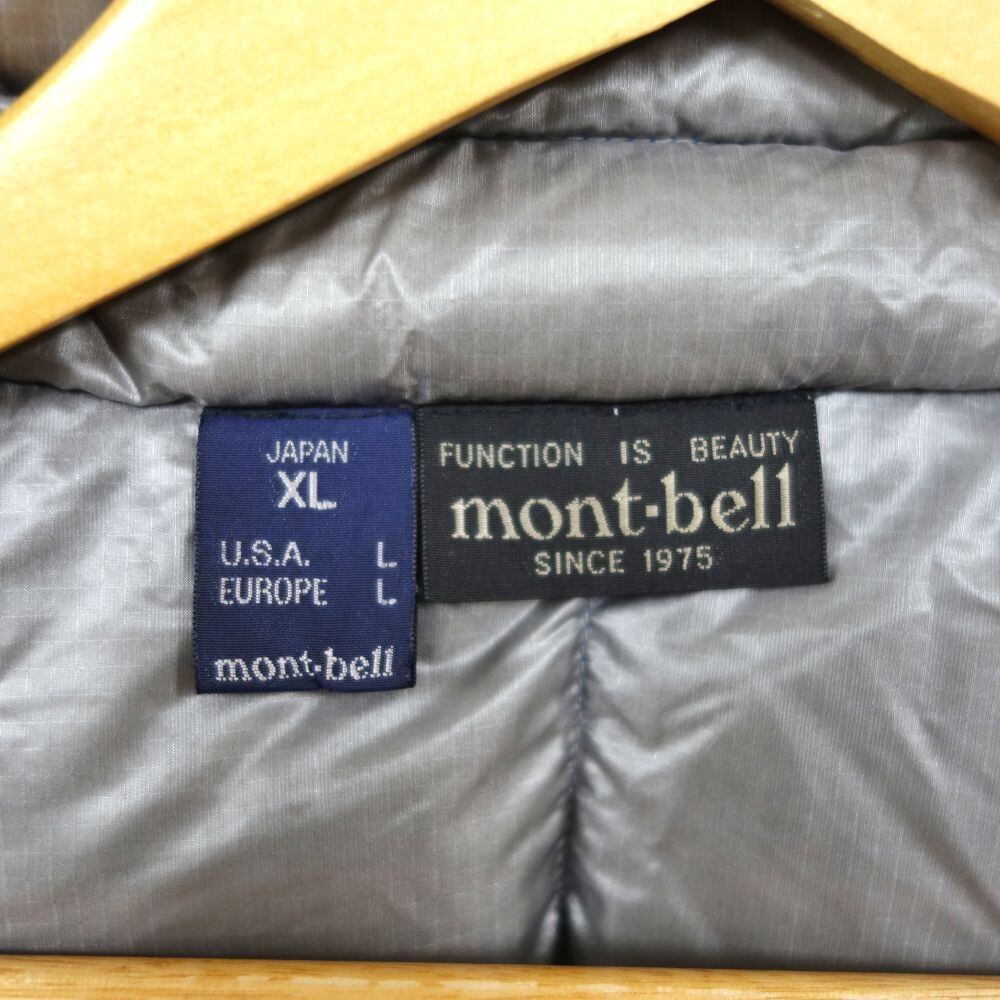 JAPAN
XL
U.S.A. L
EUROPE L
mont-bell
FUNCTION IS BEAUTY
mont-bell
SINCE 1975